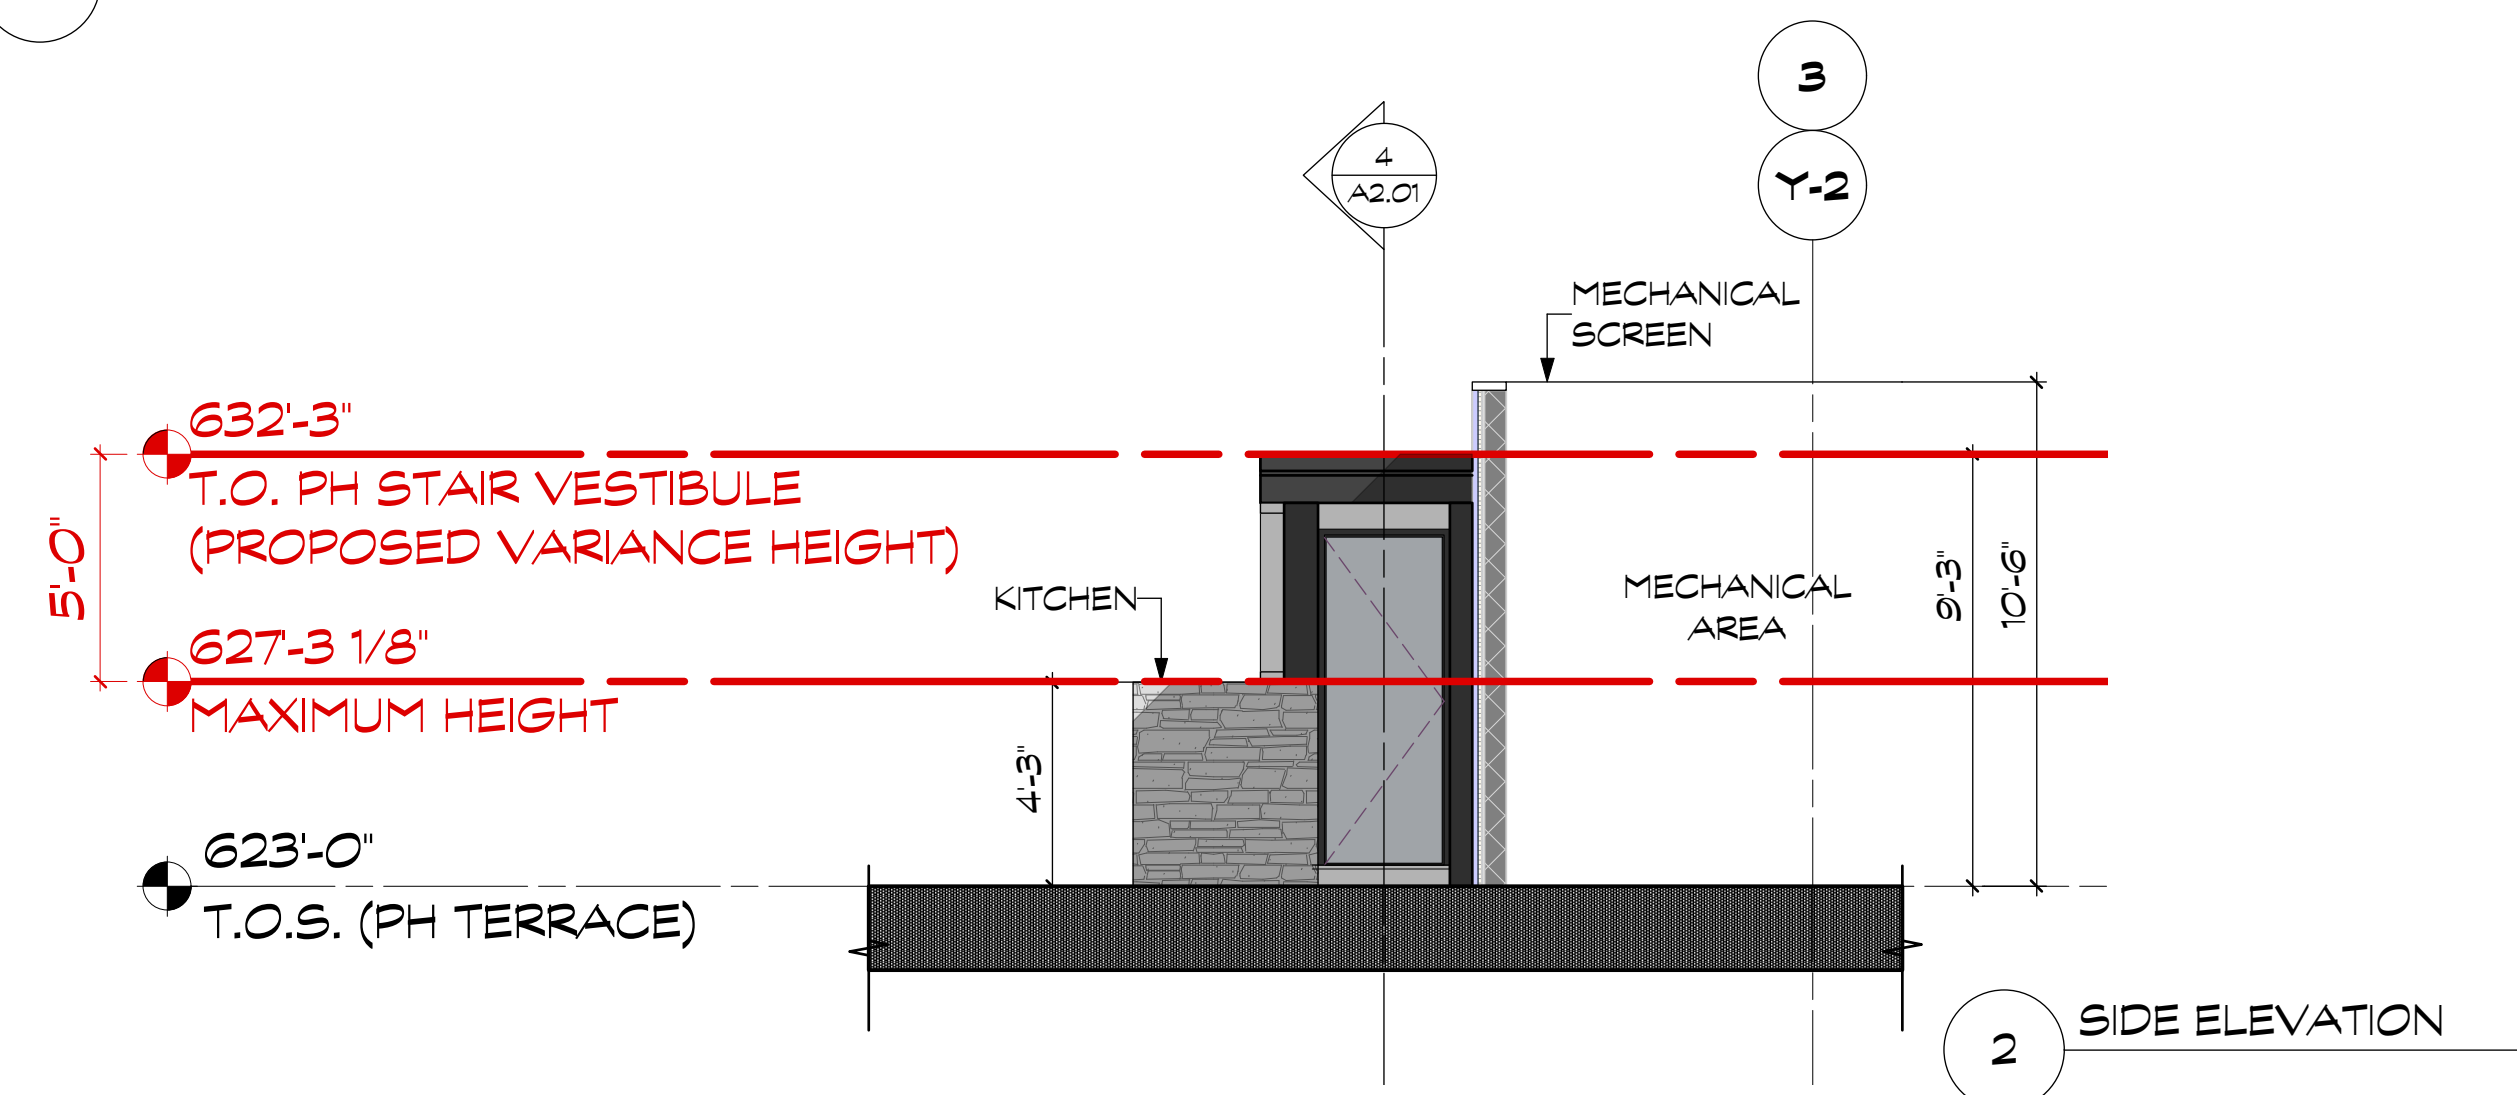 3
Y-2
4
A2.01
MECHANICAL
SCREEN
632'-3"
T.O. PH STAIR VESTIBULE
(PROPOSED VARIANCE HEIGHT)
5'-0"
KITCHEN
MECHANICAL
AREA
9'-3"
10'-6"
627'-3 1/8"
MAXIMUM HEIGHT
4'-3"
623'-0"
T.O.S. (PH TERRACE)
2
SIDE ELEVATION